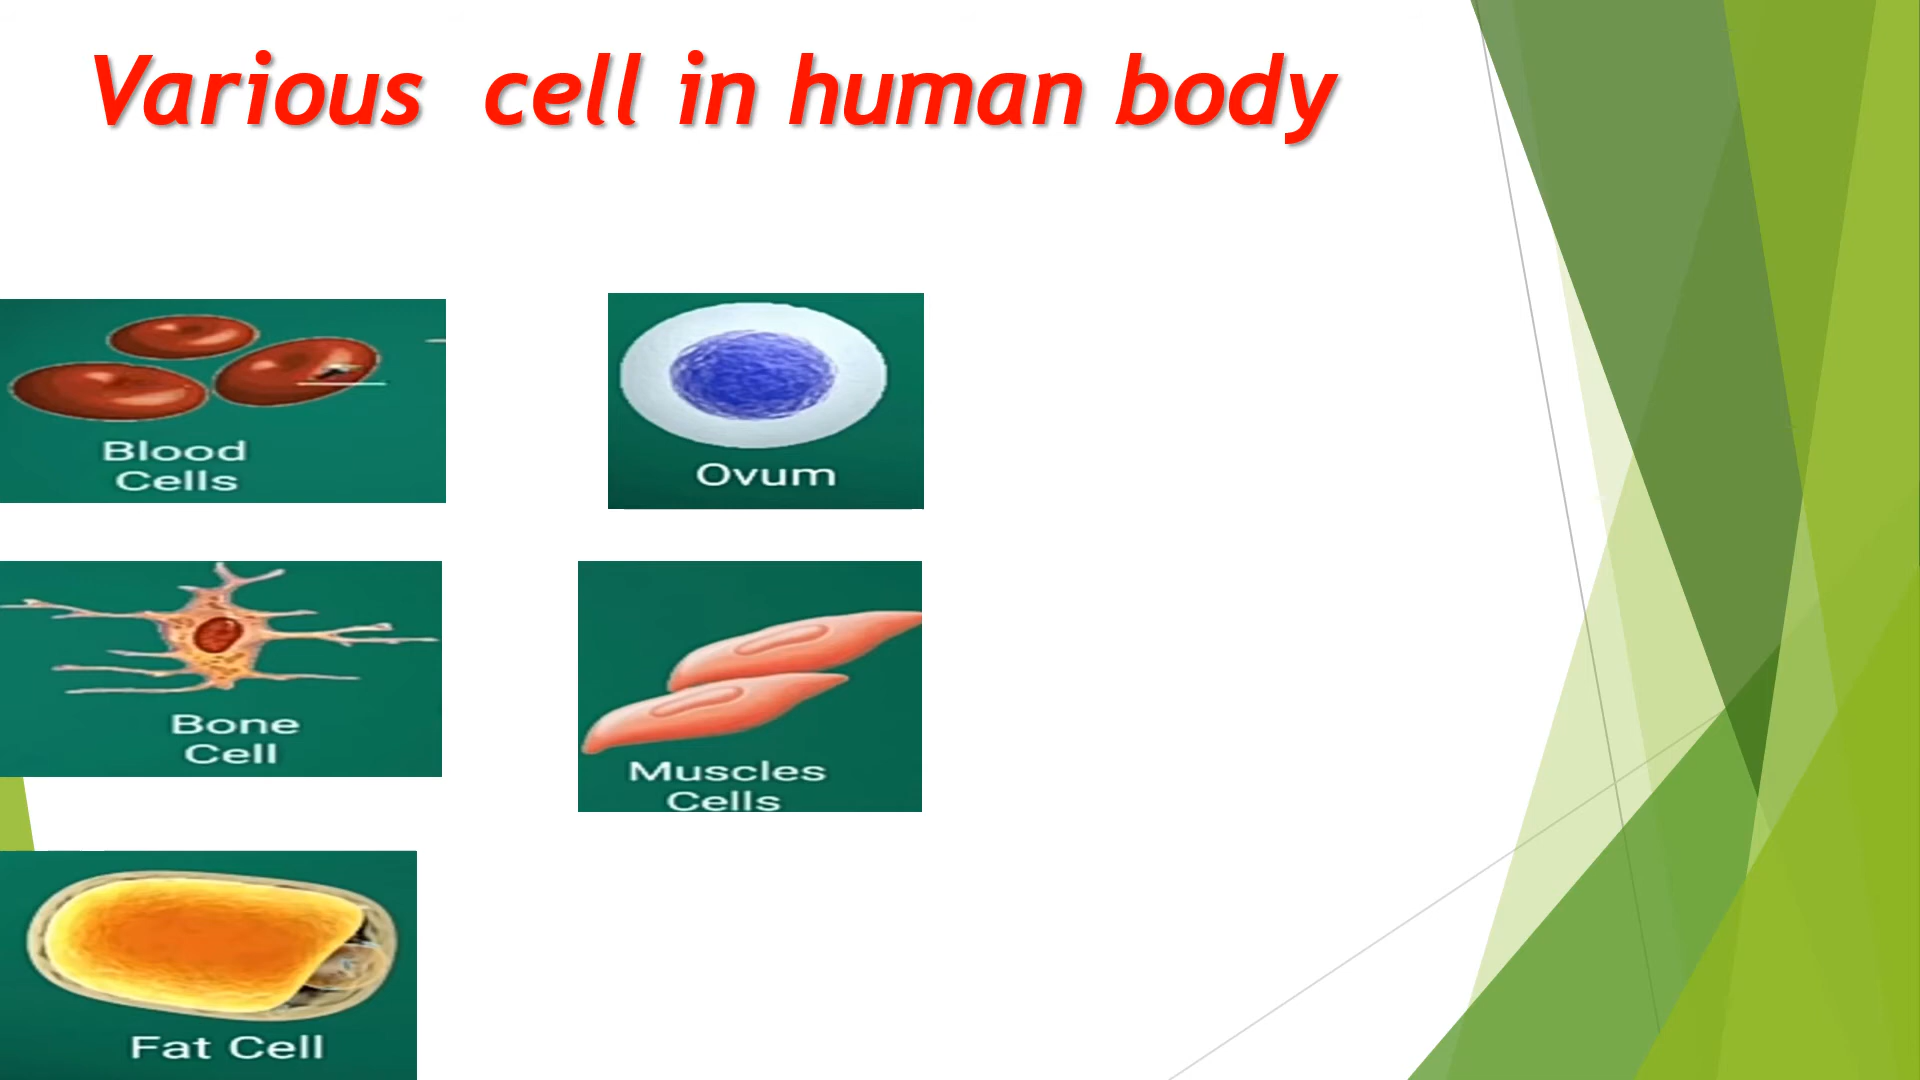 Various cell in human body
Blood
Cells
Ovum
Bone
Cell
Muscles
Cells
Fat Cell